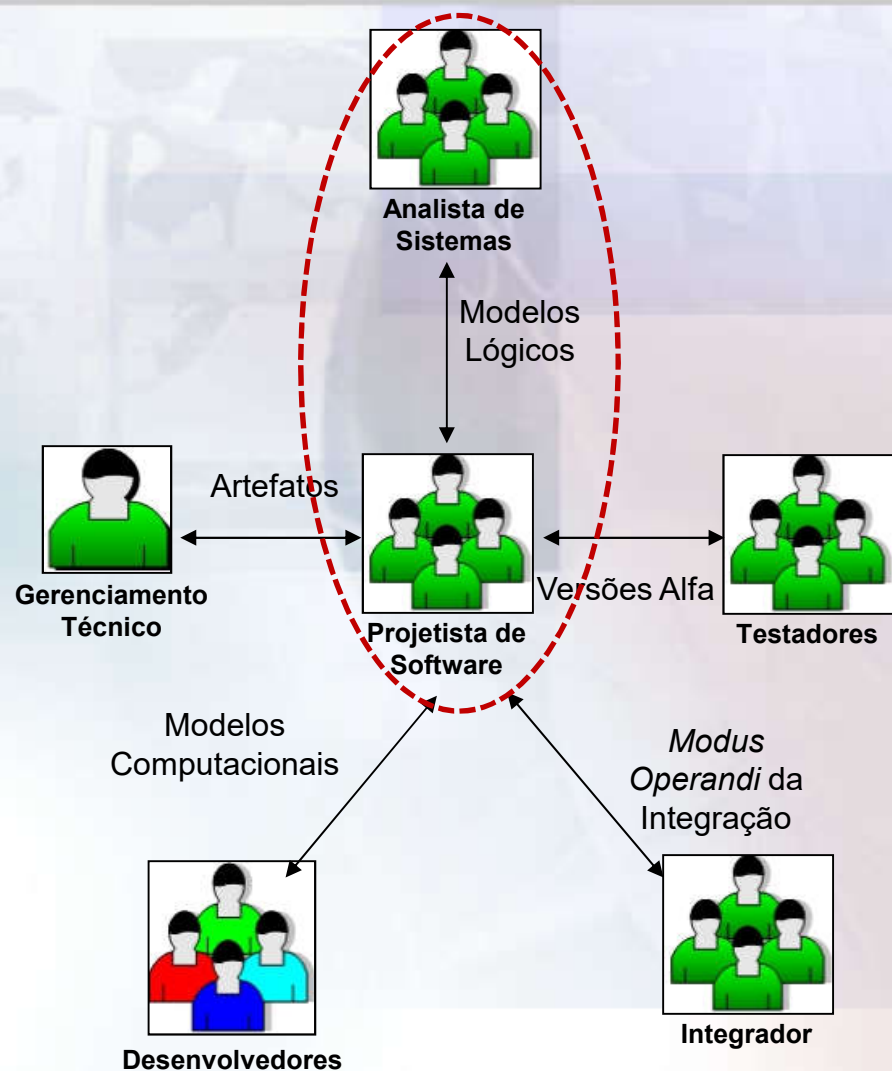 Analista de
Sistemas
Modelos
Lógicos
Artefatos
Gerenciamento
Técnico
Projetista de
Software
Versões Alfa
Testadores
Modelos
Computacionais
Modus
Operandi da
Integração
Desenvolvedores
Integrador